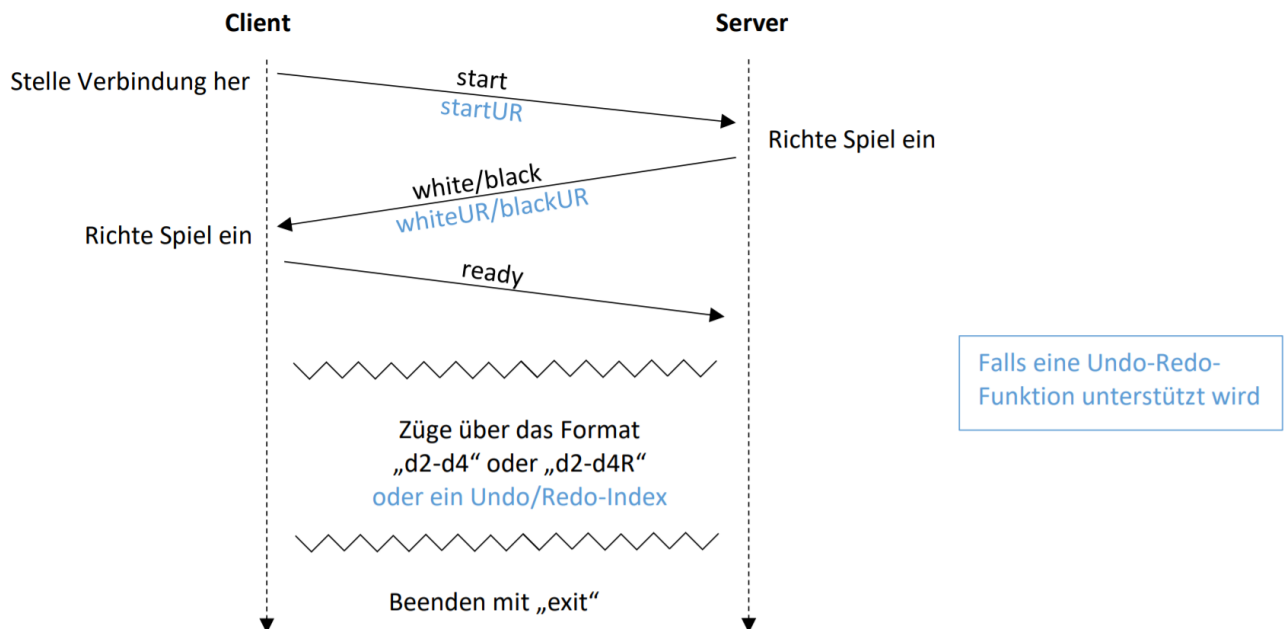 Client
Server
Stelle Verbindung her
start
startUR
Richte Spiel ein
white/black
whiteUR/blackUR
Richte Spiel ein
ready
Falls eine Undo-Redo-
Funktion unterstützt wird
Züge über das Format
„d2-d4“ oder „d2-d4R“
oder ein Undo/Redo-Index
Beenden mit „exit“